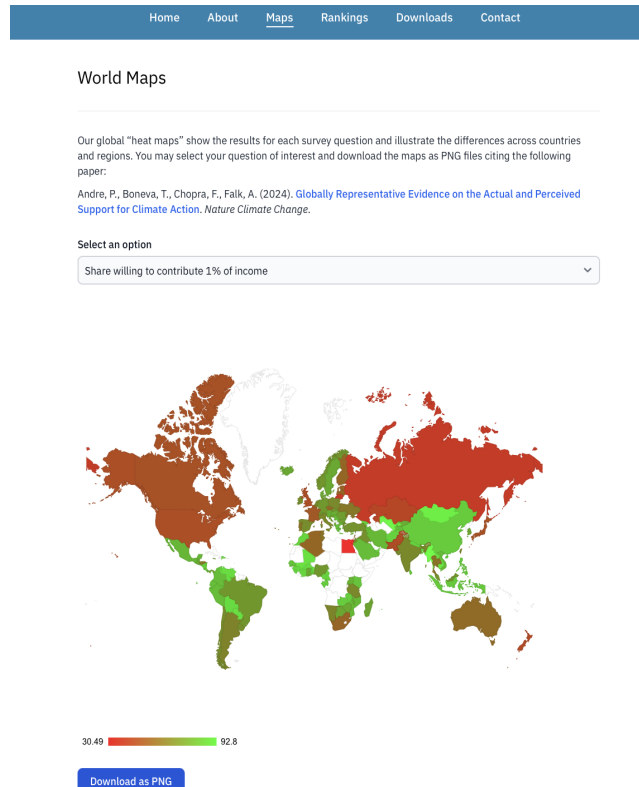 Home About Maps Rankings Downloads Contact
World Maps
Our global “heat maps” show the results for each survey question and illustrate the differences across countries
and regions. You may select your question of interest and download the maps as PNG files citing the following
paper:
Andre, P., Boneva, T., Chopra, F., Falk, A. (2024). Globally Representative Evidence on the Actual and Perceived
Support for Climate Action. Nature Climate Change.
Select an option
Share willing to contribute 1% of income
30.49 92.8
Download as PNG